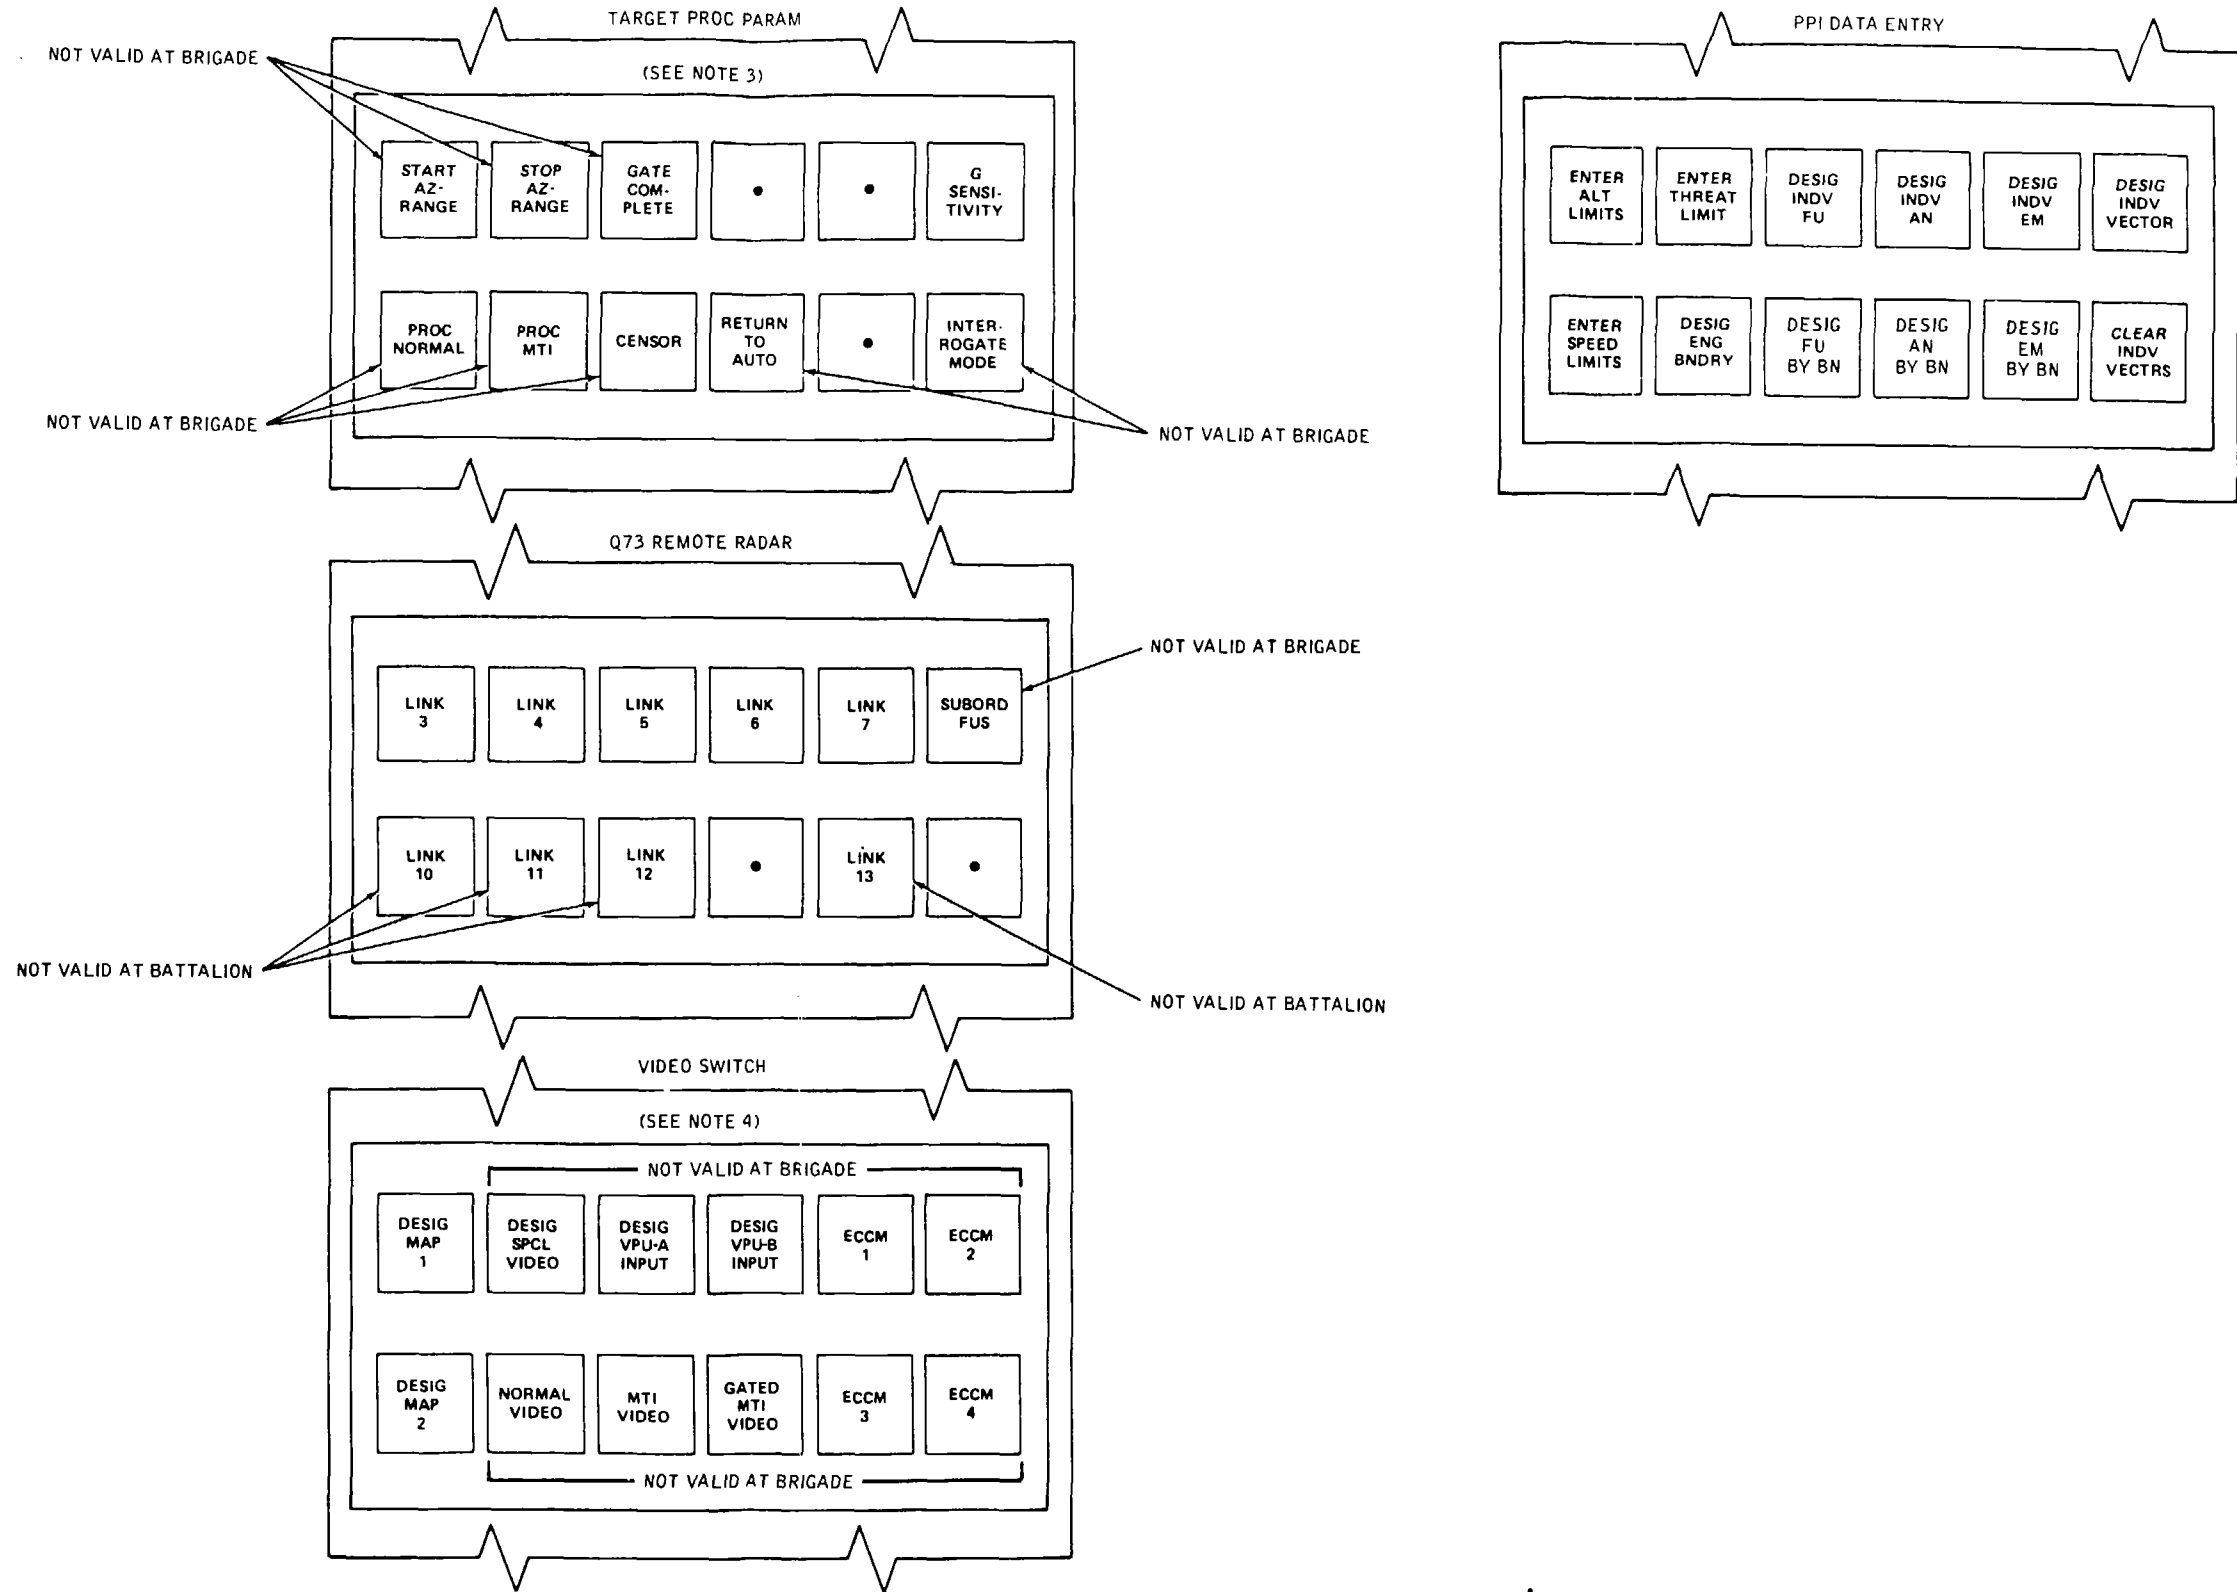 TARGET PROC PARAM
NOT VALID AT BRIGADE
(SEE NOTE 3)
START
AZ-
RANGE
STOP
AZ-
RANGE
GATE
COM-
PLETE
•
•
G
SENSI-
TIVITY
PROC
NORMAL
PROC
MTI
CENSOR
RETURN
TO
AUTO
•
INTER-
ROGATE
MODE
NOT VALID AT BRIGADE
NOT VALID AT BRIGADE
PPI DATA ENTRY
ENTER
ALT
LIMITS
ENTER
THREAT
LIMIT
DESIG
INDV
FU
DESIG
INDV
AN
DESIG
INDV
EM
DESIG
INDV
VECTOR
ENTER
SPEED
LIMITS
DESIG
ENG
BNDRY
DESIG
FU
BY BN
DESIG
AN
BY BN
DESIG
EM
BY BN
CLEAR
INDV
VECTRS
Q73 REMOTE RADAR
NOT VALID AT BRIGADE
LINK
3
LINK
4
LINK
5
LINK
6
LINK
7
SUBORD
FUS
LINK
10
LINK
11
LINK
12
•
LINK
13
•
NOT VALID AT BATTALION
NOT VALID AT BATTALION
VIDEO SWITCH
(SEE NOTE 4)
NOT VALID AT BRIGADE
DESIG
MAP
1
DESIG
SPCL
VIDEO
DESIG
VPU-A
INPUT
DESIG
VPU-B
INPUT
ECCM
1
ECCM
2
DESIG
MAP
2
NORMAL
VIDEO
MTI
VIDEO
GATED
MTI
VIDEO
ECCM
3
ECCM
4
NOT VALID AT BRIGADE